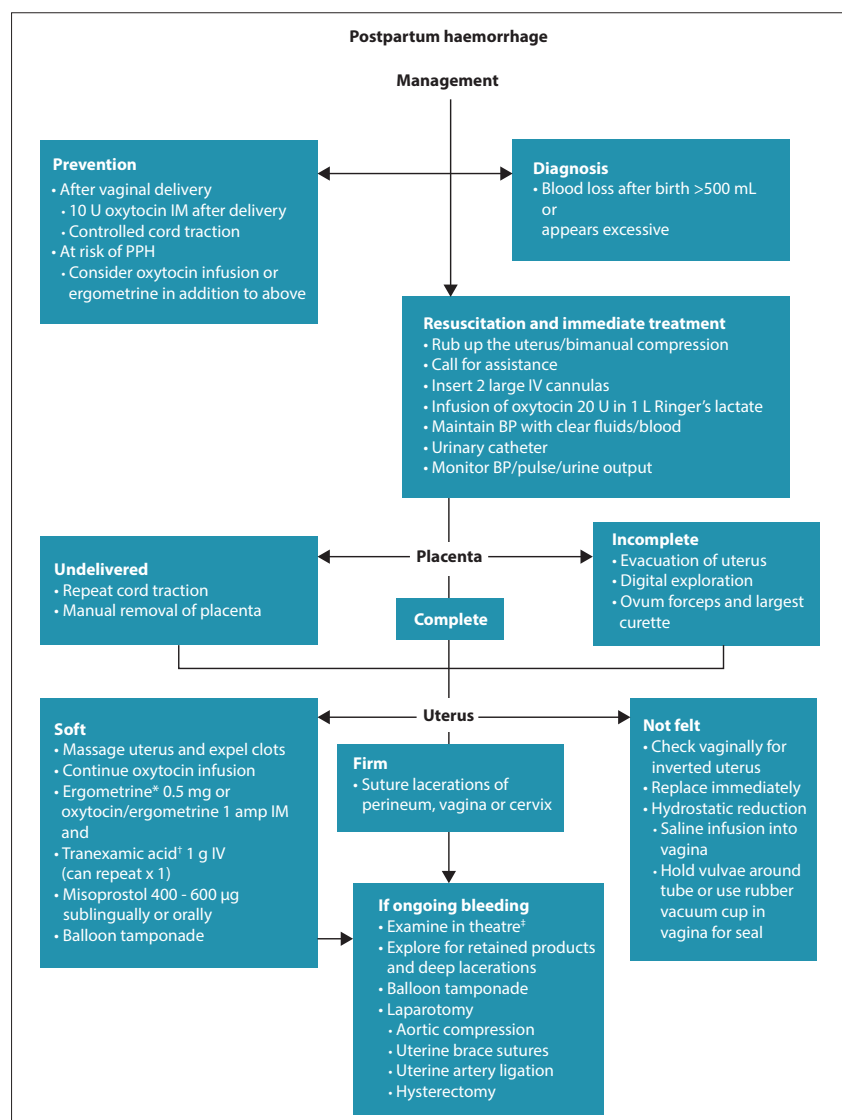 Postpartum haemorrhage
Management
Prevention
• After vaginal delivery
• 10 U oxytocin IM after delivery
• Controlled cord traction
• At risk of PPH
• Consider oxytocin infusion or
ergometrine in addition to above
Diagnosis
• Blood loss after birth >500 mL
or
appears excessive
Resuscitation and immediate treatment
• Rub up the uterus/bimanual compression
• Call for assistance
• Insert 2 large IV cannulas
• Infusion of oxytocin 20 U in 1 L Ringer's lactate
• Maintain BP with clear fluids/blood
• Urinary catheter
• Monitor BP/pulse/urine output
Placenta
Undelivered
• Repeat cord traction
• Manual removal of placenta
Complete
Incomplete
• Evacuation of uterus
• Digital exploration
• Ovum forceps and largest
curette
Uterus
Soft
• Massage uterus and expel clots
• Continue oxytocin infusion
• Ergometrine* 0.5 mg or
oxytocin/ergometrine 1 amp IM
and
• Tranexamic acid† 1 g IV
(can repeat x 1)
• Misoprostol 400 - 600 µg
sublingually or orally
• Balloon tamponade
Firm
• Suture lacerations of
perineum, vagina or cervix
Not felt
• Check vaginally for
inverted uterus
• Replace immediately
• Hydrostatic reduction
• Saline infusion into
vagina
• Hold vulvae around
tube or use rubber
vacuum cup in
vagina for seal
If ongoing bleeding
• Examine in theatre‡
• Explore for retained products
and deep lacerations
• Balloon tamponade
• Laparotomy
• Aortic compression
• Uterine brace sutures
• Uterine artery ligation
• Hysterectomy